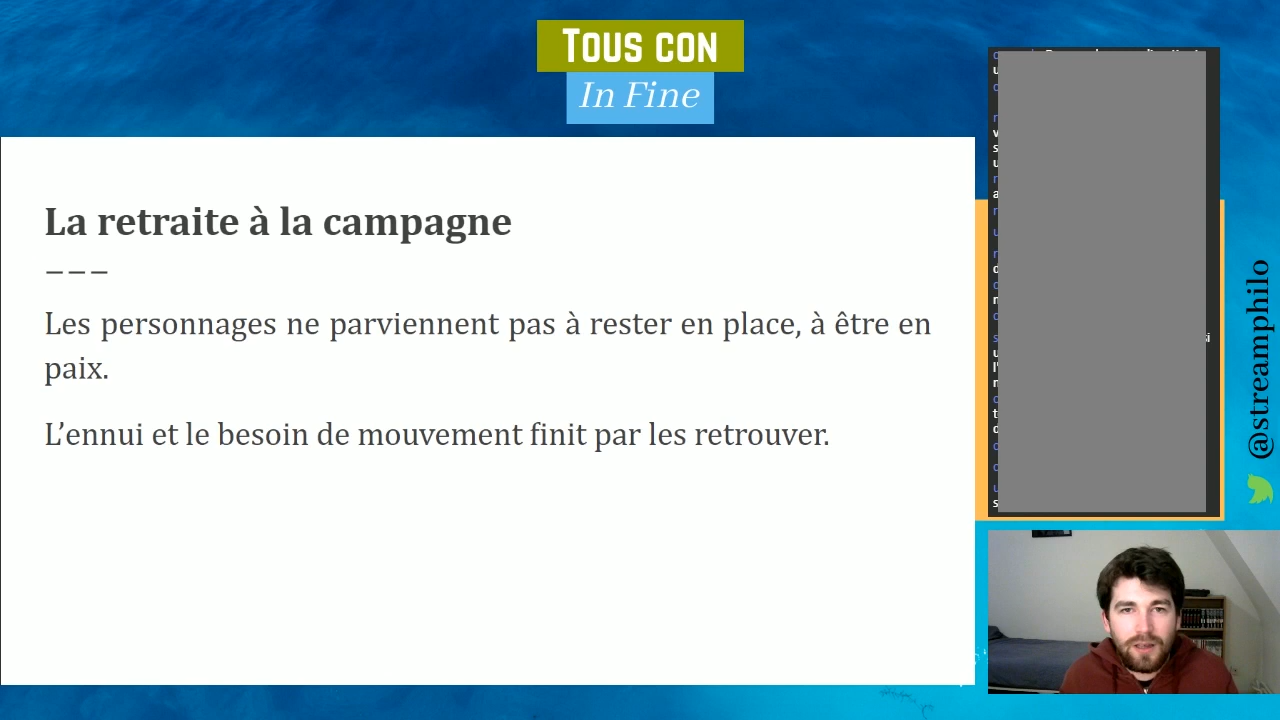 TOUS CON
In Fine
La retraite à la campagne
– – –
Les personnages ne parviennent pas à rester en place, à être en
paix.
L’ennui et le besoin de mouvement finit par les retrouver.
@streamphilo